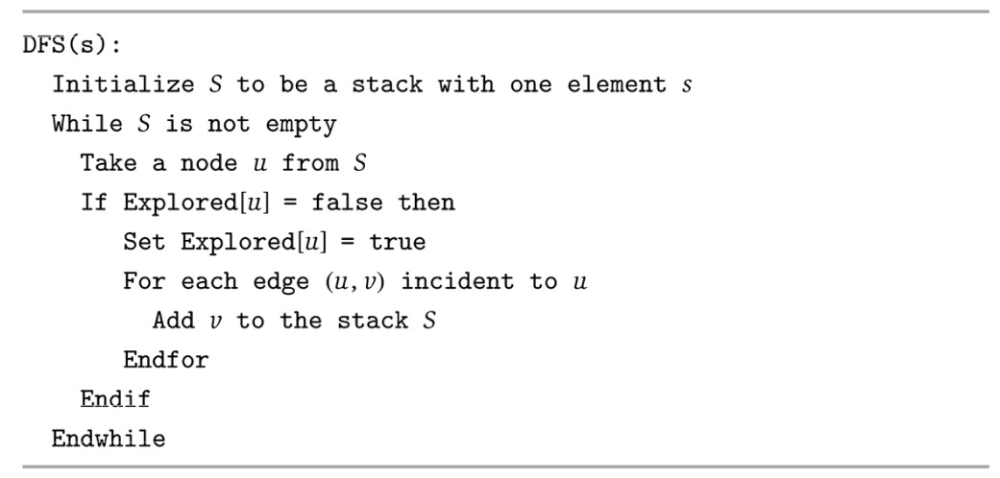 DFS(s):
Initialize S to be a stack with one element s
While S is not empty
Take a node u from S
If Explored[u] = false then
Set Explored[u] = true
For each edge (u, v) incident to u
Add v to the stack S
Endfor
Endif
Endwhile